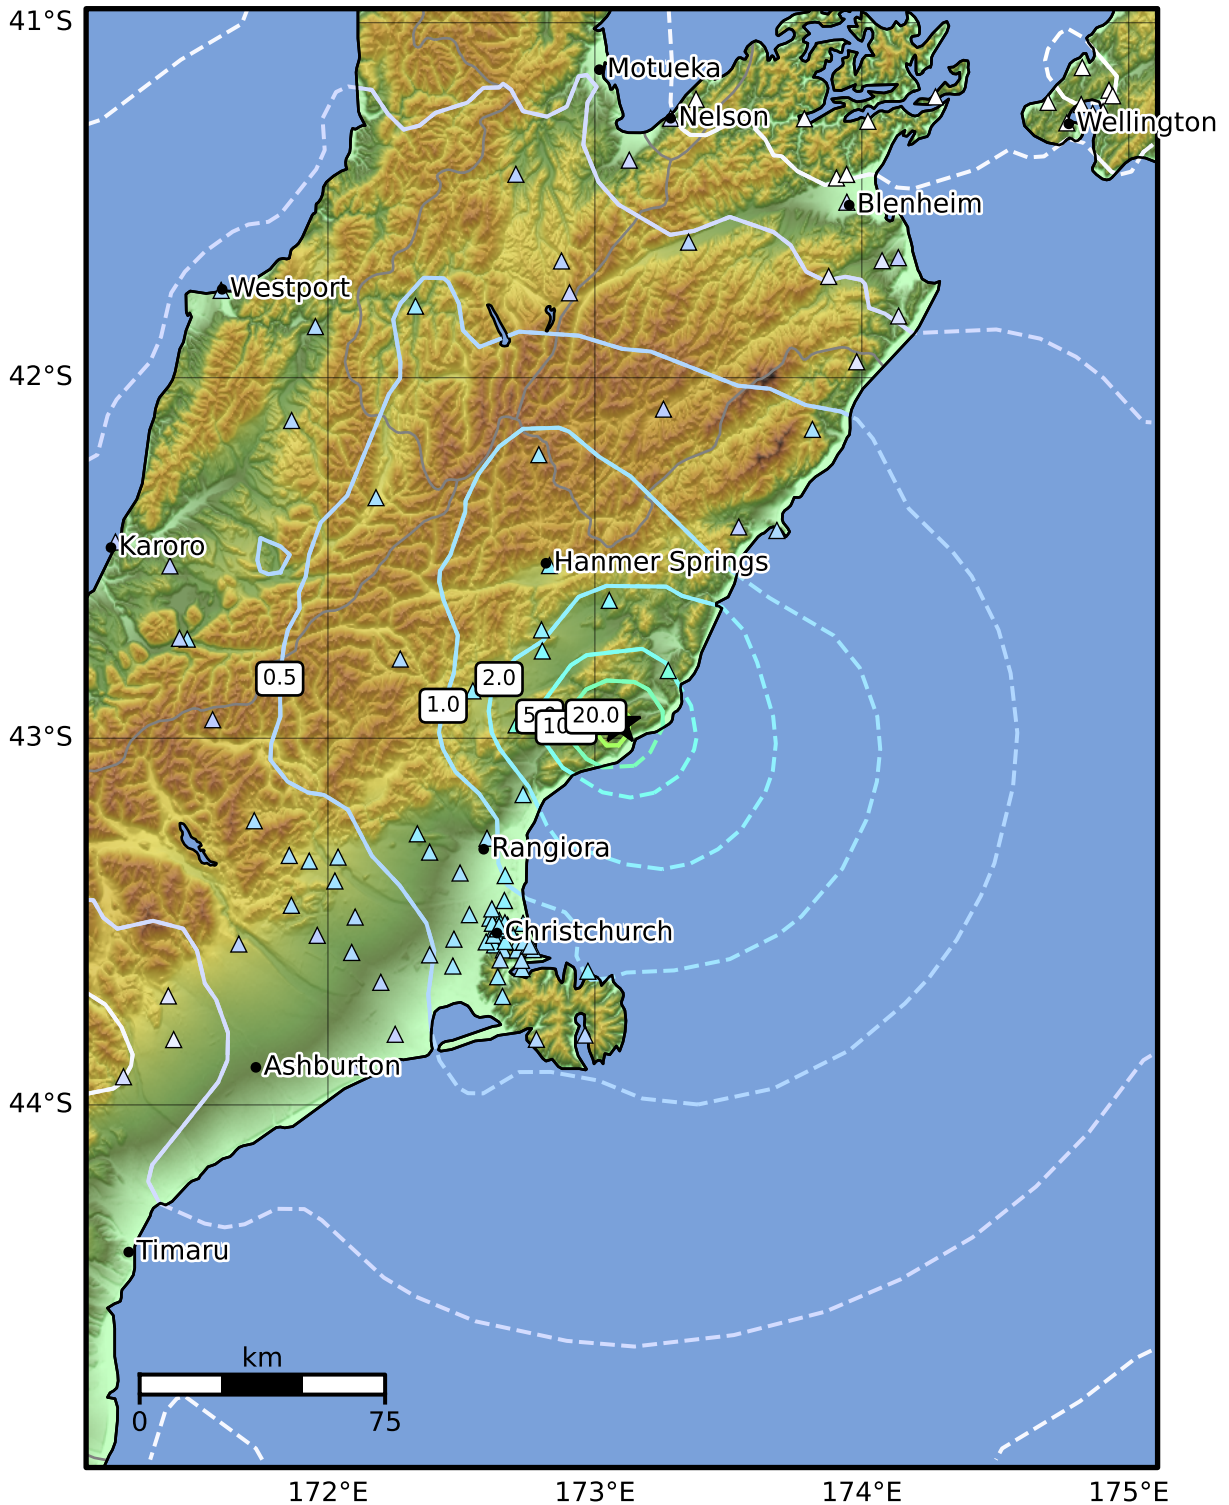 41°S
Motueka
Nelson
Wellington
Blenheim
Westport
42°S
Karoro
Hanmer Springs
0.5
2.0
1.0
20.0
43°S
Rangiora
Christchurch
Ashburton
44°S
Timaru
km
0
75
172°E
173°E
174°E
175°E